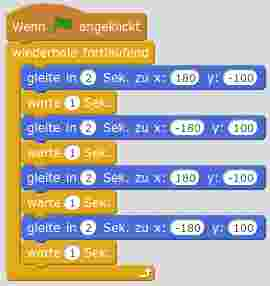 Wenn angeklickt
wiederhole fortlaufend
gleite in 2 Sek. zu x: 180 y: -100
warte 1 Sek.
gleite in 2 Sek. zu x: -180 y: 100
warte 1 Sek.
gleite in 2 Sek. zu x: 180 y: -100
warte 1 Sek.
gleite in 2 Sek. zu x: -180 y: 100
warte 1 Sek.